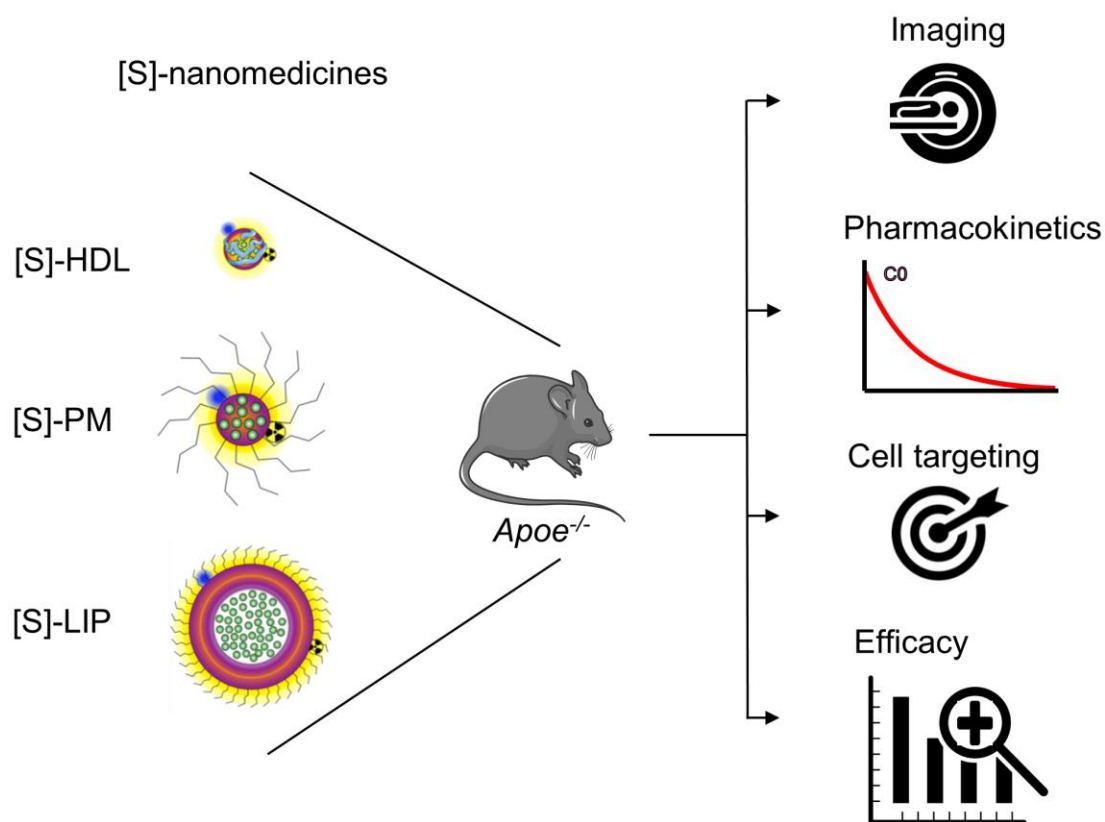 [S]-nanomedicines
[S]-HDL
[S]-PM
[S]-LIP
Apoe-/-
Imaging
Pharmacokinetics
C0
Cell targeting
Efficacy